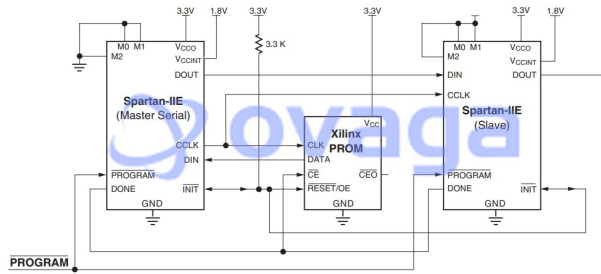 3.3V
1.8V
3.3V
3.3V
3.3V
1.8V
3.3 K
M0 M1
M2
VCCO
VCCINT
DOUT
Spartan-IIE
(Master Serial)
CCLK
DIN
PROGRAM
DONE
INIT
GND
VCC
Xilinx
PROM
CLK
DATA
CE
CEO
RESET/OE
GND
M0 M1
M2
VCCO
VCCINT
DIN
DOUT
CCLK
Spartan-IIE
(Slave)
PROGRAM
DONE
INIT
GND
PROGRAM
ovaga